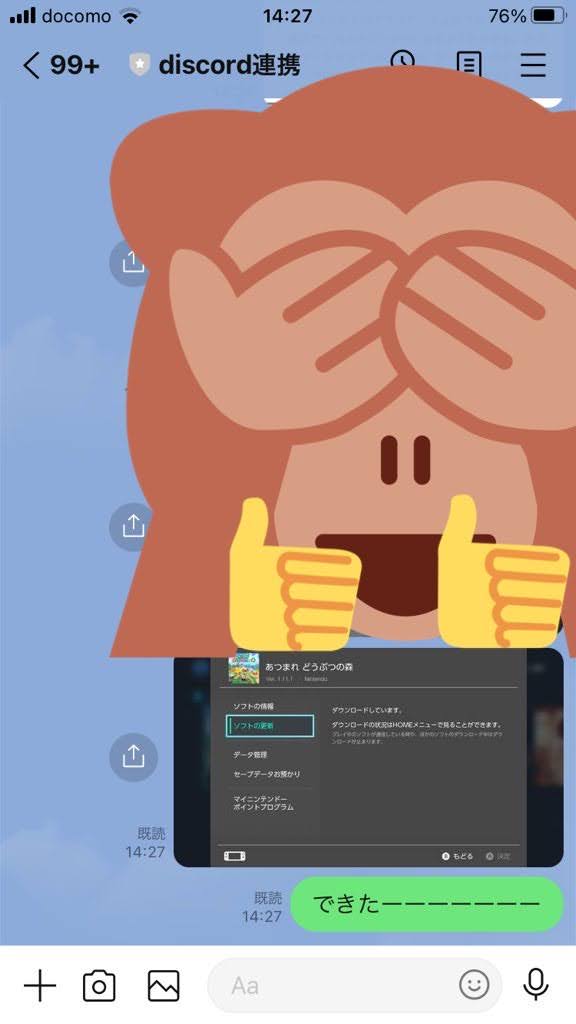 docomo 14:27 76%
99+ discord連携
あつまれ どうぶつの森
Ver. 1.11.1 Nintendo
ソフトの情報
ソフトの更新
データ管理
セーブデータお預かり
マイニンテンドー
ポイントプログラム
ダウンロードしています。
ダウンロードの状況はHOMEメニューで見ることができます。
もどる 決定
既読
14:27
既読
14:27
できたーーーーーーー
Aa